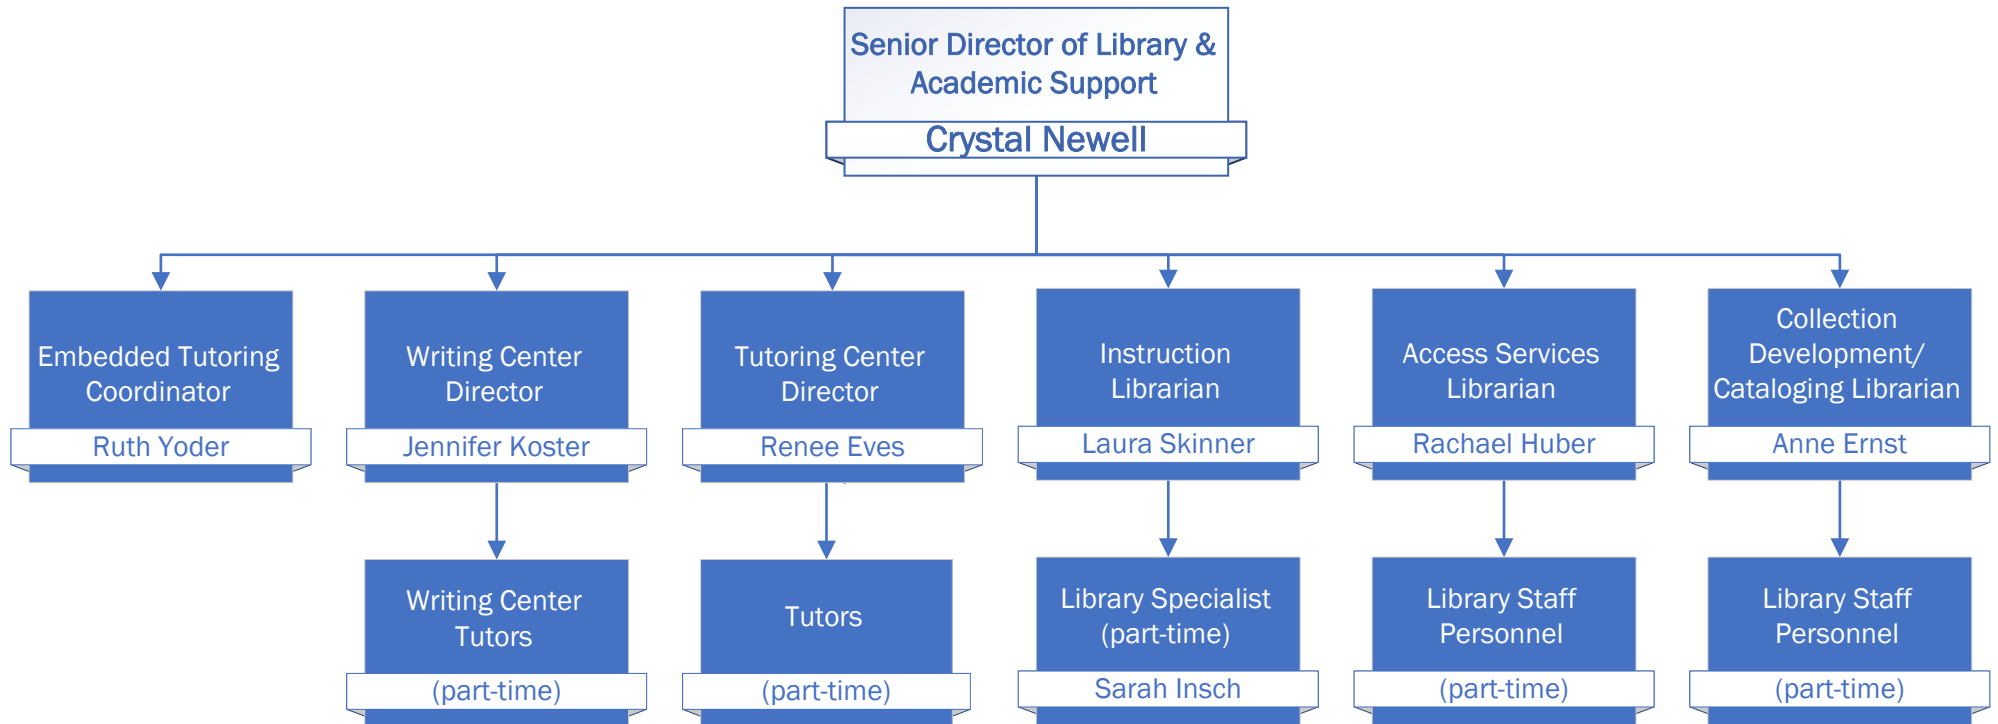 Senior Director of Library &
Academic Support
Crystal Newell
Embedded Tutoring
Coordinator
Ruth Yoder
Writing Center
Director
Jennifer Koster
Tutoring Center
Director
Renee Eves
Instruction
Librarian
Laura Skinner
Access Services
Librarian
Rachael Huber
Collection
Development/
Cataloging Librarian
Anne Ernst
Writing Center
Tutors
(part-time)
Tutors
(part-time)
Library Specialist
(part-time)
Sarah Insch
Library Staff
Personnel
(part-time)
Library Staff
Personnel
(part-time)